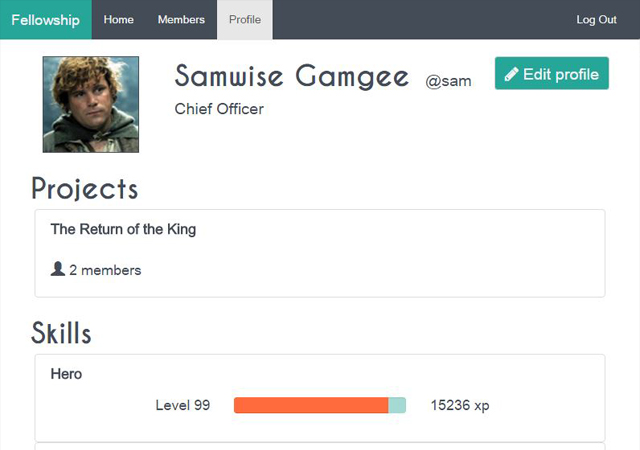 Fellowship Home Members Profile Log Out
Samwise Gamgee @sam Edit profile
Chief Officer
Projects
The Return of the King
2 members
Skills
Hero
Level 99 15236 xp